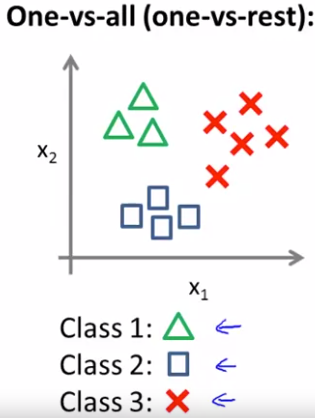 One-vs-all (one-vs-rest):
x2
x1
Class 1:
Class 2:
Class 3: